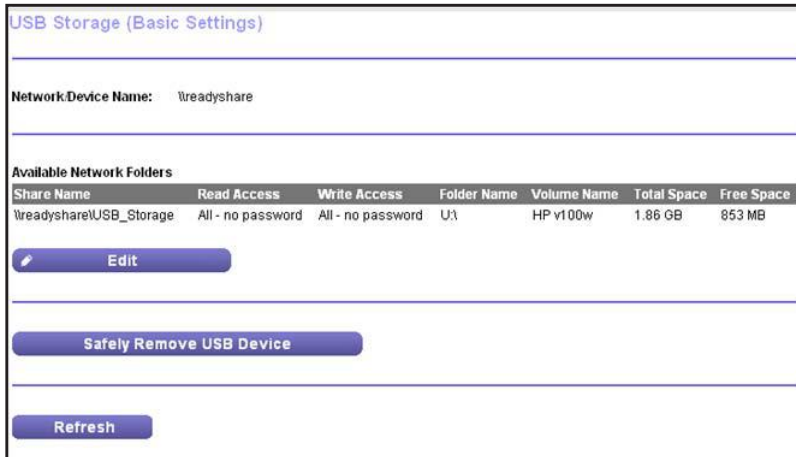 USB Storage (Basic Settings)
Network/Device Name: \\readyshare
Available Network Folders
Share Name Read Access Write Access Folder Name Volume Name Total Space Free Space
\\readyshare\USB_Storage All - no password All - no password U:\ HP v100w 1.86 GB 853 MB
Edit
Safely Remove USB Device
Refresh